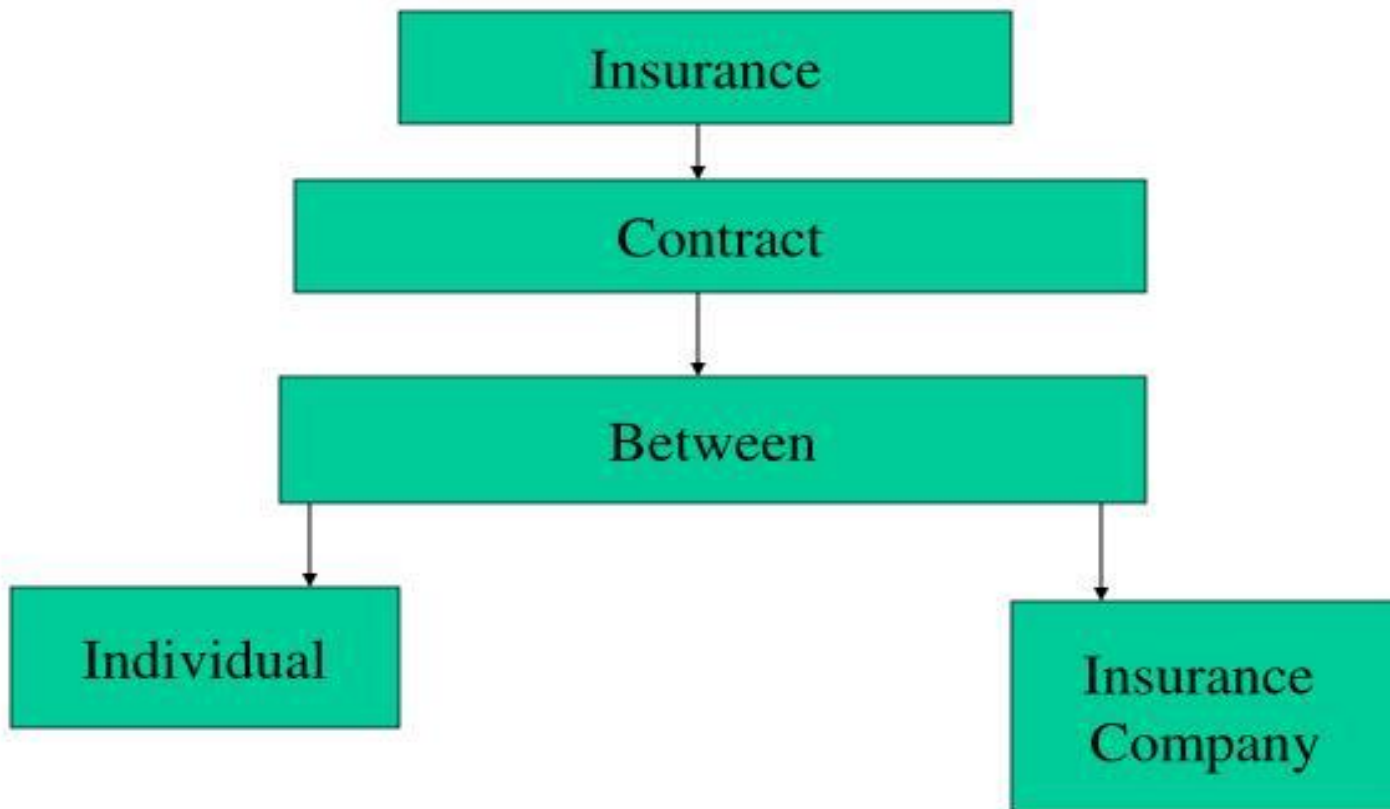 Insurance
Contract
Between
Individual
Insurance
Company